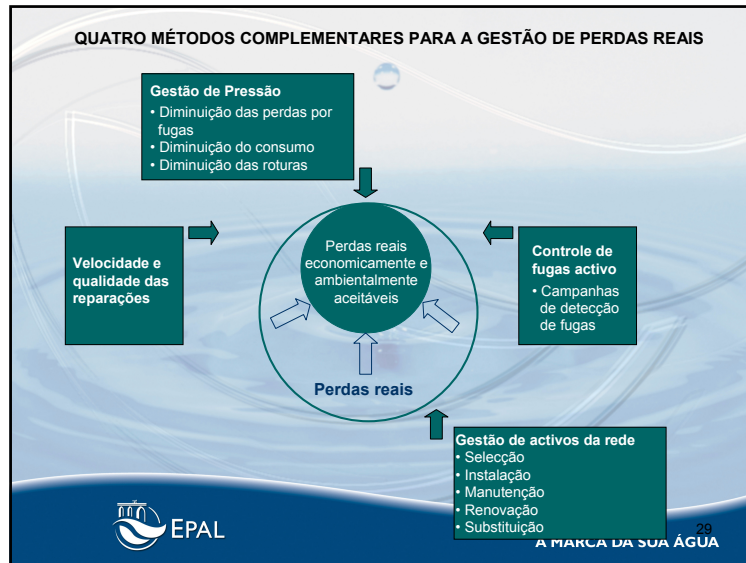 QUATRO MÉTODOS COMPLEMENTARES PARA A GESTÃO DE PERDAS REAIS
Gestão de Pressão
• Diminuição das perdas por
fugas
• Diminuição do consumo
• Diminuição das roturas
Velocidade e
qualidade das
reparações
Perdas reais
economicamente e
ambientalmente
aceitáveis
Controle de
fugas activo
• Campanhas
de detecção
de fugas
Perdas reais
Gestão de activos da rede
• Selecção
• Instalação
• Manutenção
• Renovação
• Substituição
EPAL
29
A MARCA DA SUA ÁGUA